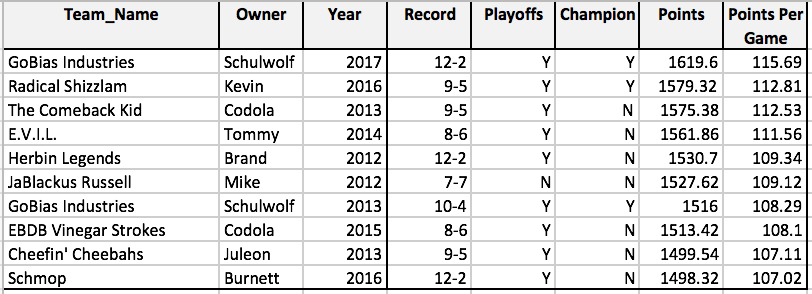 Team_Name Owner Year Record Playoffs Champion Points Points Per Game
GoBias Industries Schulwolf 2017 12-2 Y Y 1619.6 115.69
Radical Shizzlam Kevin 2016 9-5 Y Y 1579.32 112.81
The Comeback Kid Codola 2013 9-5 Y N 1575.38 112.53
E.V.I.L. Tommy 2014 8-6 Y N 1561.86 111.56
Herbin Legends Brand 2012 12-2 Y N 1530.7 109.34
JaBlackus Russell Mike 2012 7-7 N N 1527.62 109.12
GoBias Industries Schulwolf 2013 10-4 Y Y 1516 108.29
EBDB Vinegar Strokes Codola 2015 8-6 Y N 1513.42 108.1
Cheefin' Cheebahs Juleon 2013 9-5 Y N 1499.54 107.11
Schmop Burnett 2016 12-2 Y N 1498.32 107.02